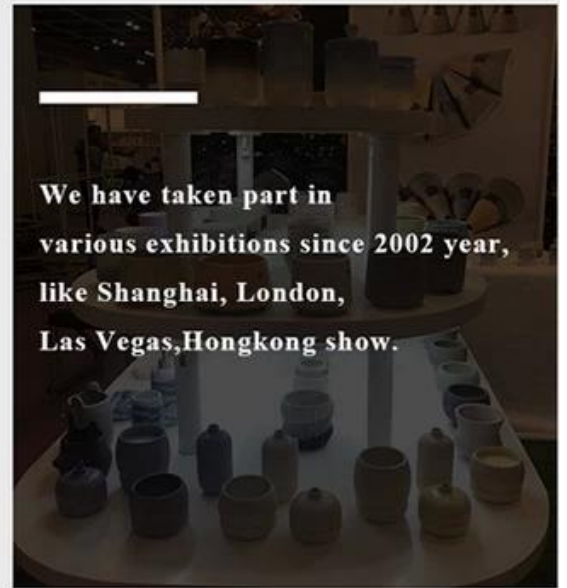 We have taken part in
various exhibitions since 2002 year,
like Shanghai, London,
Las Vegas,Hongkong show.